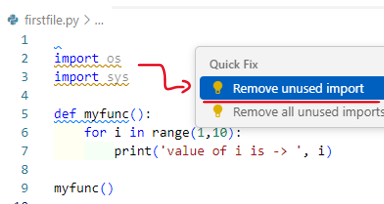 firstfile.py > ...
1
2 import os
3 import sys
4
5 def myfunc():
6 for i in range(1,10):
7 print('value of i is -> ', i)
8
9 myfunc()
Quick Fix
Remove unused import
Remove all unused imports